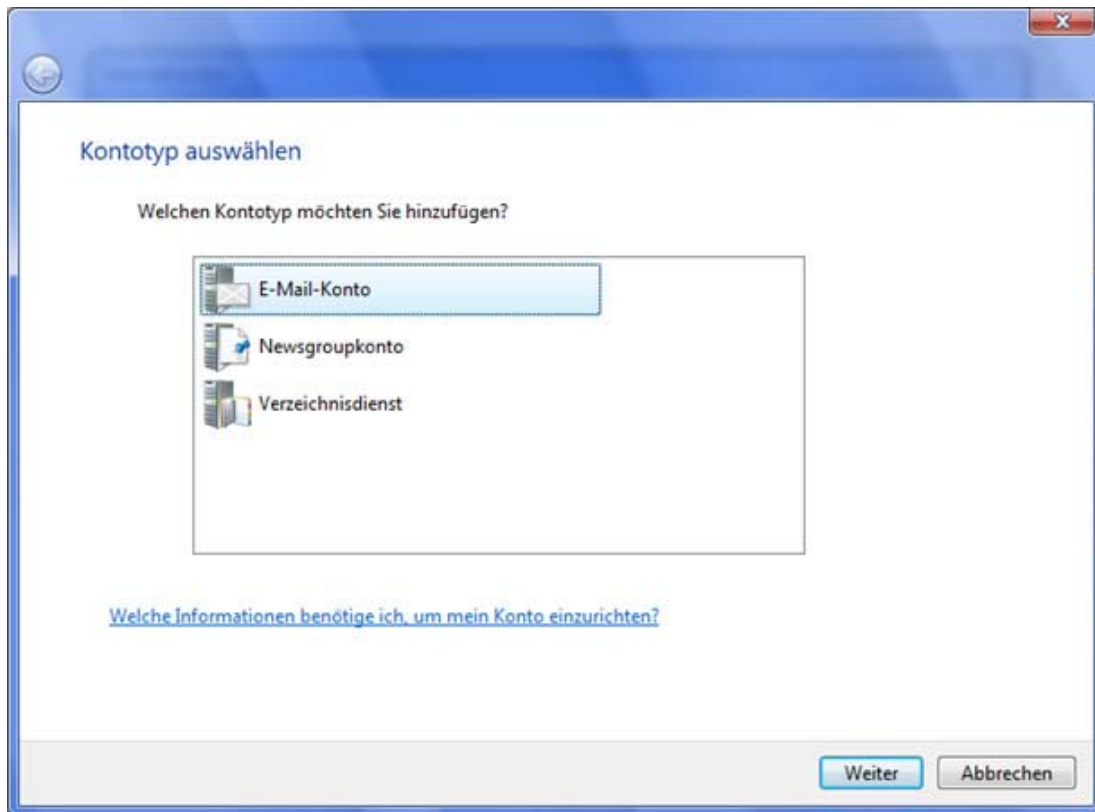 Kontotyp auswählen
Welchen Kontotyp möchten Sie hinzufügen?
E-Mail-Konto
Newsgroupkonto
Verzeichnisdienst
Welche Informationen benötige ich, um mein Konto einzurichten?
Weiter
Abbrechen